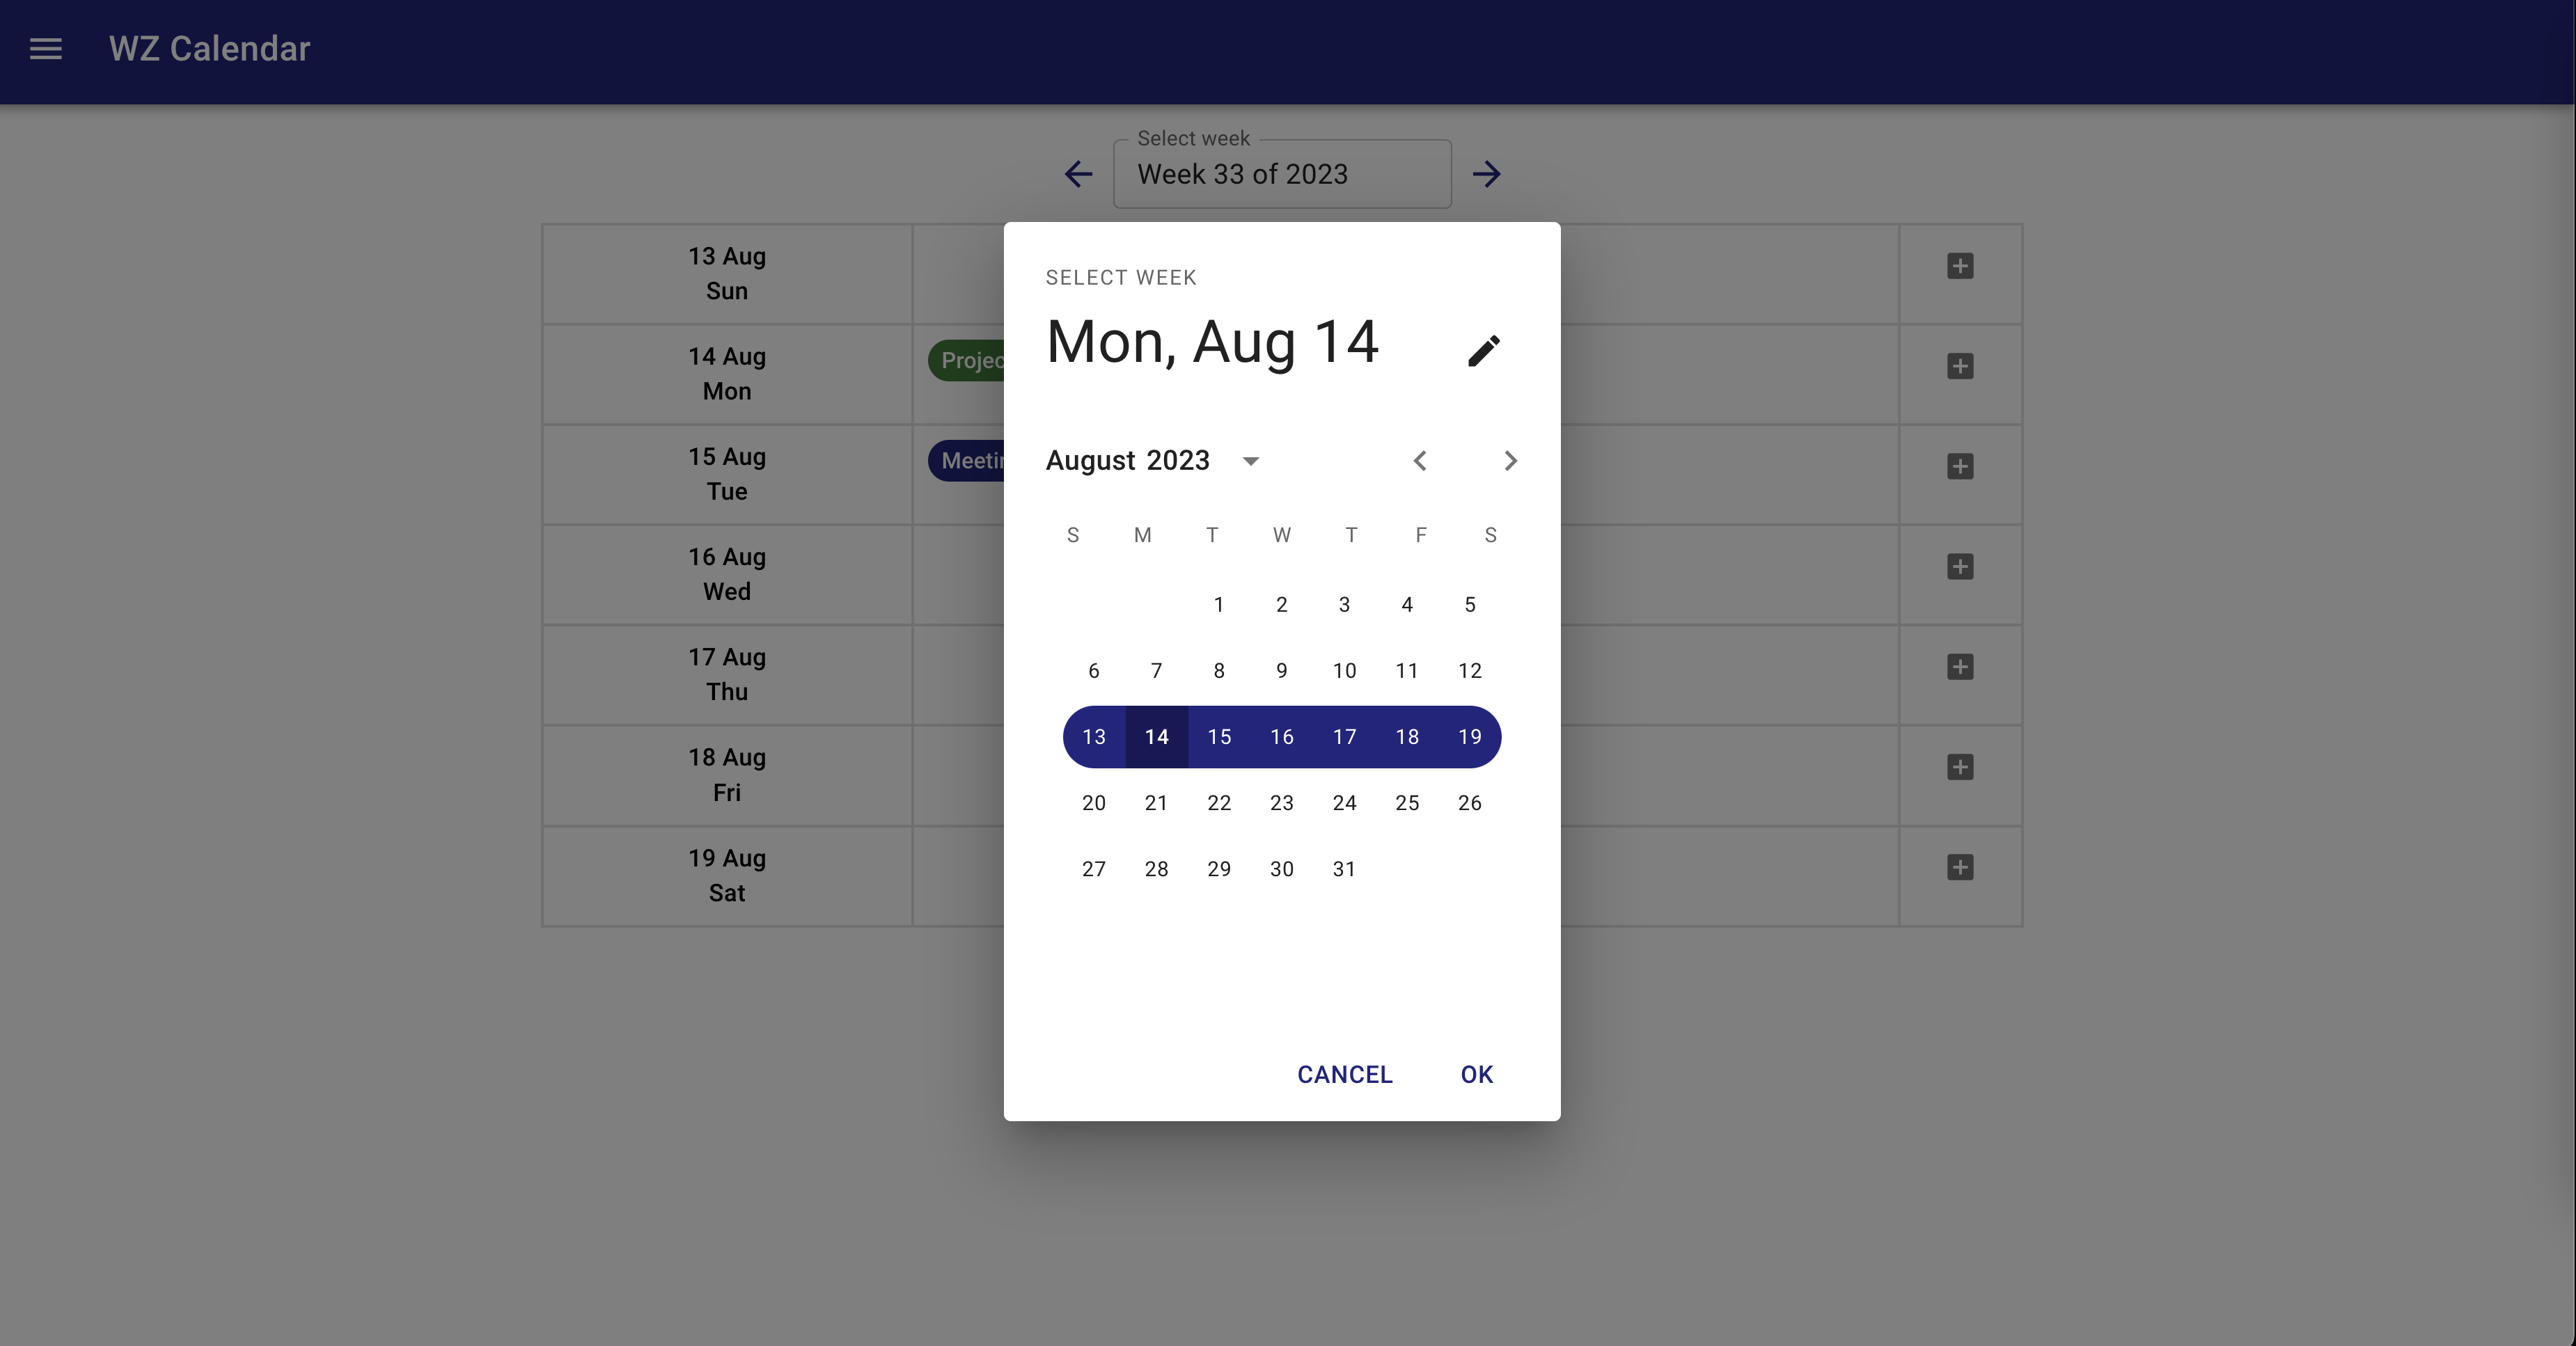 WZ Calendar
Select week
Week 33 of 2023
13 Aug
Sun
14 Aug
Mon
15 Aug
Tue
16 Aug
Wed
17 Aug
Thu
18 Aug
Fri
19 Aug
Sat
SELECT WEEK
Mon, Aug 14
August 2023
S M T W T F S
1 2 3 4 5
6 7 8 9 10 11 12
13 14 15 16 17 18 19
20 21 22 23 24 25 26
27 28 29 30 31
CANCEL OK